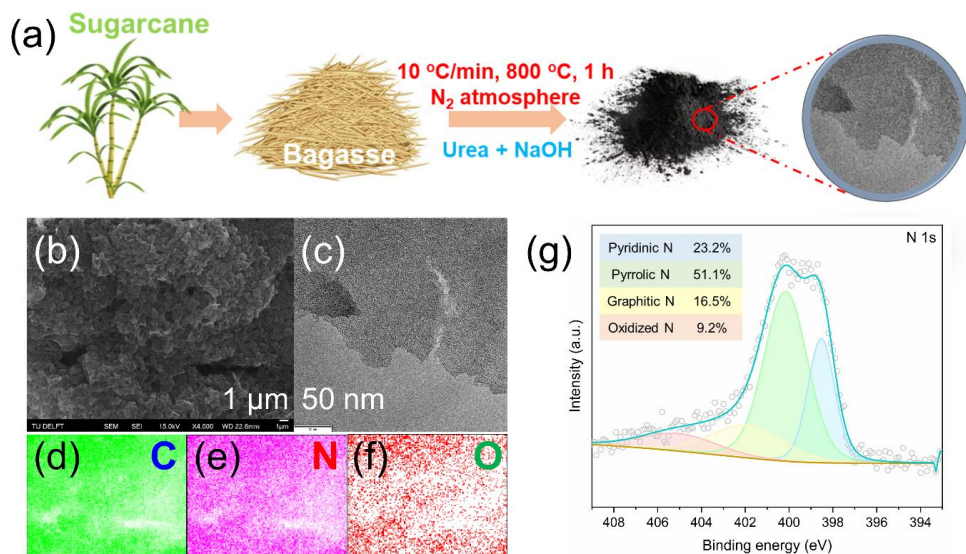 (a)
Sugarcane
Bagasse
10 °C/min, 800 °C, 1 h
N₂ atmosphere
Urea + NaOH
(b)
1 μm
TU DELFT SEM SEI 15.0kV X4,000 WD 22.6mm 1μm
(c)
50 nm
(d)
C
(e)
N
(f)
O
(g)
N 1s
Pyridinic N 23.2%
Pyrrolic N 51.1%
Graphitic N 16.5%
Oxidized N 9.2%
Intensity (a.u.)
408 406 404 402 400 398 396 394
Binding energy (eV)